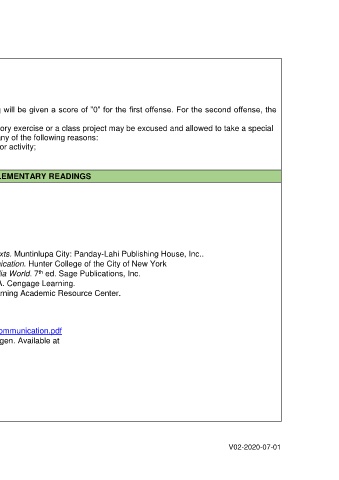 will be given a score of "0" for the first offense. For the second offense, the
ory exercise or a class project may be excused and allowed to take a special
ny of the following reasons:
or activity;
EMENTARY READINGS
xts. Muntinlupa City: Panday-Lahi Publishing House, Inc..
ication. Hunter College of the City of New York
ia World. 7th ed. Sage Publications, Inc.
A. Cengage Learning.
rning Academic Resource Center.
ommunication.pdf
gen. Available at
V02-2020-07-01